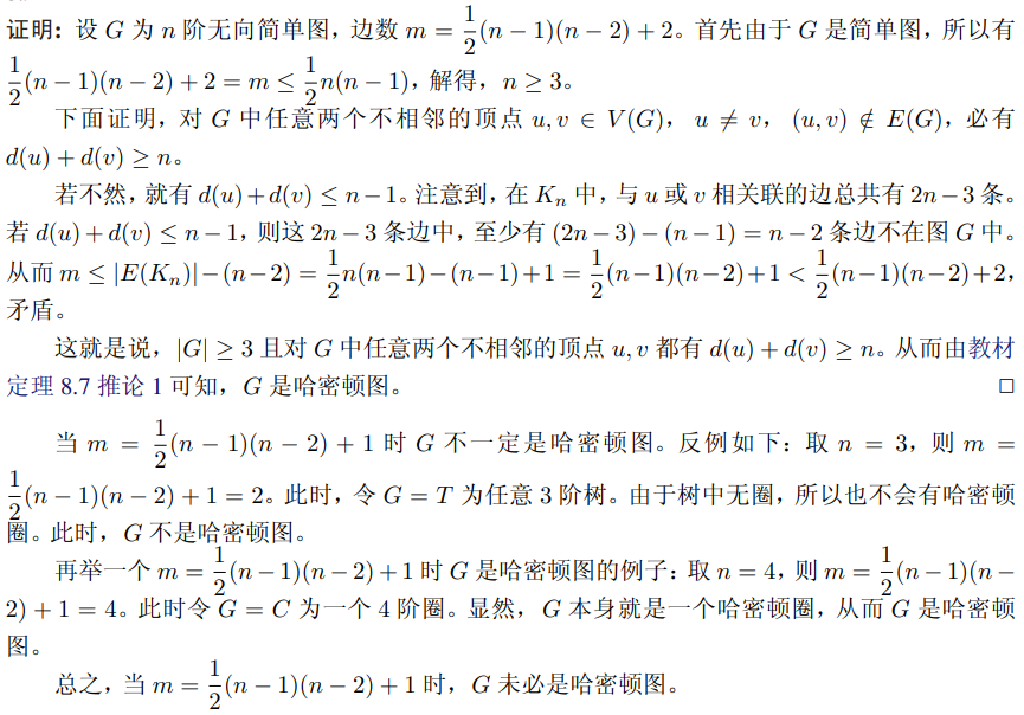 证明: 设 G 为 n 阶无向简单图，边数 m = \frac{1}{2}(n − 1)(n − 2) + 2。首先由于 G 是简单图，所以有
\frac{1}{2}(n − 1)(n − 2) + 2 = m ≤ \frac{1}{2}n(n − 1)，解得，n ≥ 3。
下面证明，对 G 中任意两个不相邻的顶点 u, v ∈ V(G)， u ≠ v， (u, v) ∉ E(G)，必有
d(u) + d(v) ≥ n。
若不然，就有 d(u)+d(v) ≤ n−1。注意到，在 K_n 中，与 u 或 v 相关联的边总共有 2n−3 条。
若 d(u)+d(v) ≤ n−1，则这 2n−3 条边中，至少有 (2n−3)−(n−1) = n−2 条边不在图 G 中。
从而 m ≤ |E(K_n)|−(n−2) = \frac{1}{2}n(n−1)−(n−1)+1 = \frac{1}{2}(n−1)(n−2)+1 < \frac{1}{2}(n−1)(n−2)+2，
矛盾。
这就是说，|G| ≥ 3 且对 G 中任意两个不相邻的顶点 u, v 都有 d(u) + d(v) ≥ n。从而由教材
定理 8.7 推论 1 可知，G 是哈密顿图。 □
当 m = \frac{1}{2}(n − 1)(n − 2) + 1 时 G 不一定是哈密顿图。反例如下：取 n = 3，则 m =
\frac{1}{2}(n − 1)(n − 2) + 1 = 2。此时，令 G = T 为任意 3 阶树。由于树中无圈，所以也不会有哈密顿
圈。此时，G 不是哈密顿图。
再举一个 m = \frac{1}{2}(n−1)(n−2)+1 时 G 是哈密顿图的例子：取 n = 4，则 m = \frac{1}{2}(n−1)(n−
2) + 1 = 4。此时令 G = C 为一个 4 阶圈。显然，G 本身就是一个哈密顿圈，从而 G 是哈密顿
图。
总之，当 m = \frac{1}{2}(n − 1)(n − 2) + 1 时，G 未必是哈密顿图。